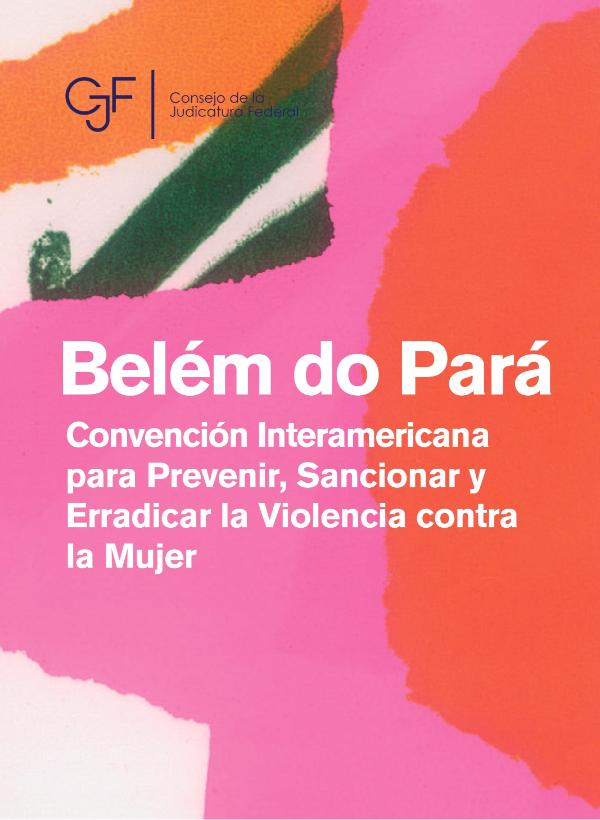 CJF
Consejo de la
Judicatura Federal
Belém do Pará
Convención Interamericana
para Prevenir, Sancionar y
Erradicar la Violencia contra
la Mujer